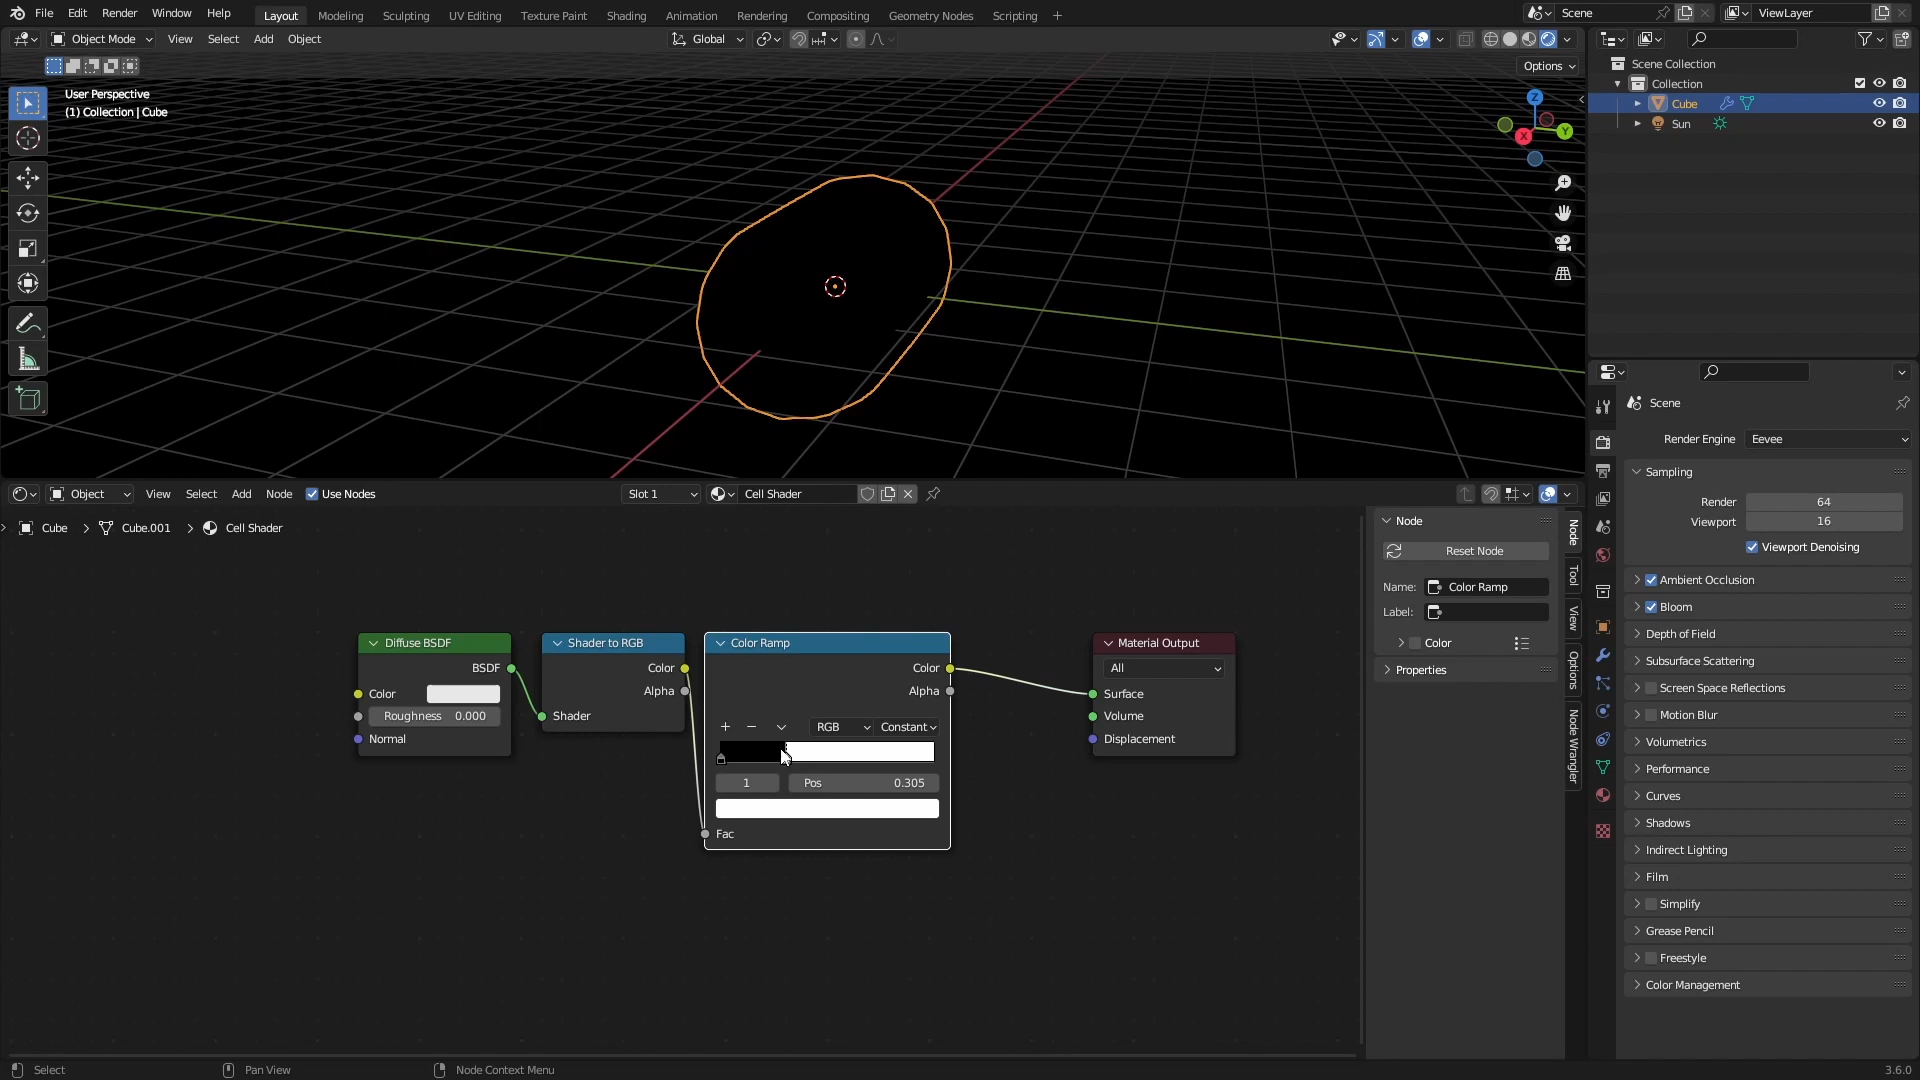 File Edit Render Window Help Layout Modeling Sculpting UV Editing Texture Paint Shading Animation Rendering Compositing Geometry Nodes Scripting + Scene ViewLayer
Object Mode View Select Add Object Global
Options
User Perspective
(1) Collection | Cube
Z
Y
X
Scene Collection
Collection
Cube
Sun
Scene
Render Engine Eevee
Sampling
Render 64
Viewport 16
Viewport Denoising
Ambient Occlusion
Bloom
Depth of Field
Subsurface Scattering
Screen Space Reflections
Motion Blur
Volumetrics
Performance
Curves
Shadows
Indirect Lighting
Film
Simplify
Grease Pencil
Freestyle
Color Management
Object View Select Add Node Use Nodes Slot 1 Cell Shader
Cube Cube.001 Cell Shader
Diffuse BSDF
BSDF
Color
Roughness 0.000
Normal
Shader to RGB
Color
Alpha
Shader
Color Ramp
Color
Alpha
RGB Constant
1 Pos 0.305
Fac
Material Output
All
Surface
Volume
Displacement
Node
Reset Node
Name: Color Ramp
Label:
Color
Properties
Node
Tool
View
Options
Node Wrangler
Select Pan View Node Context Menu 3.6.0